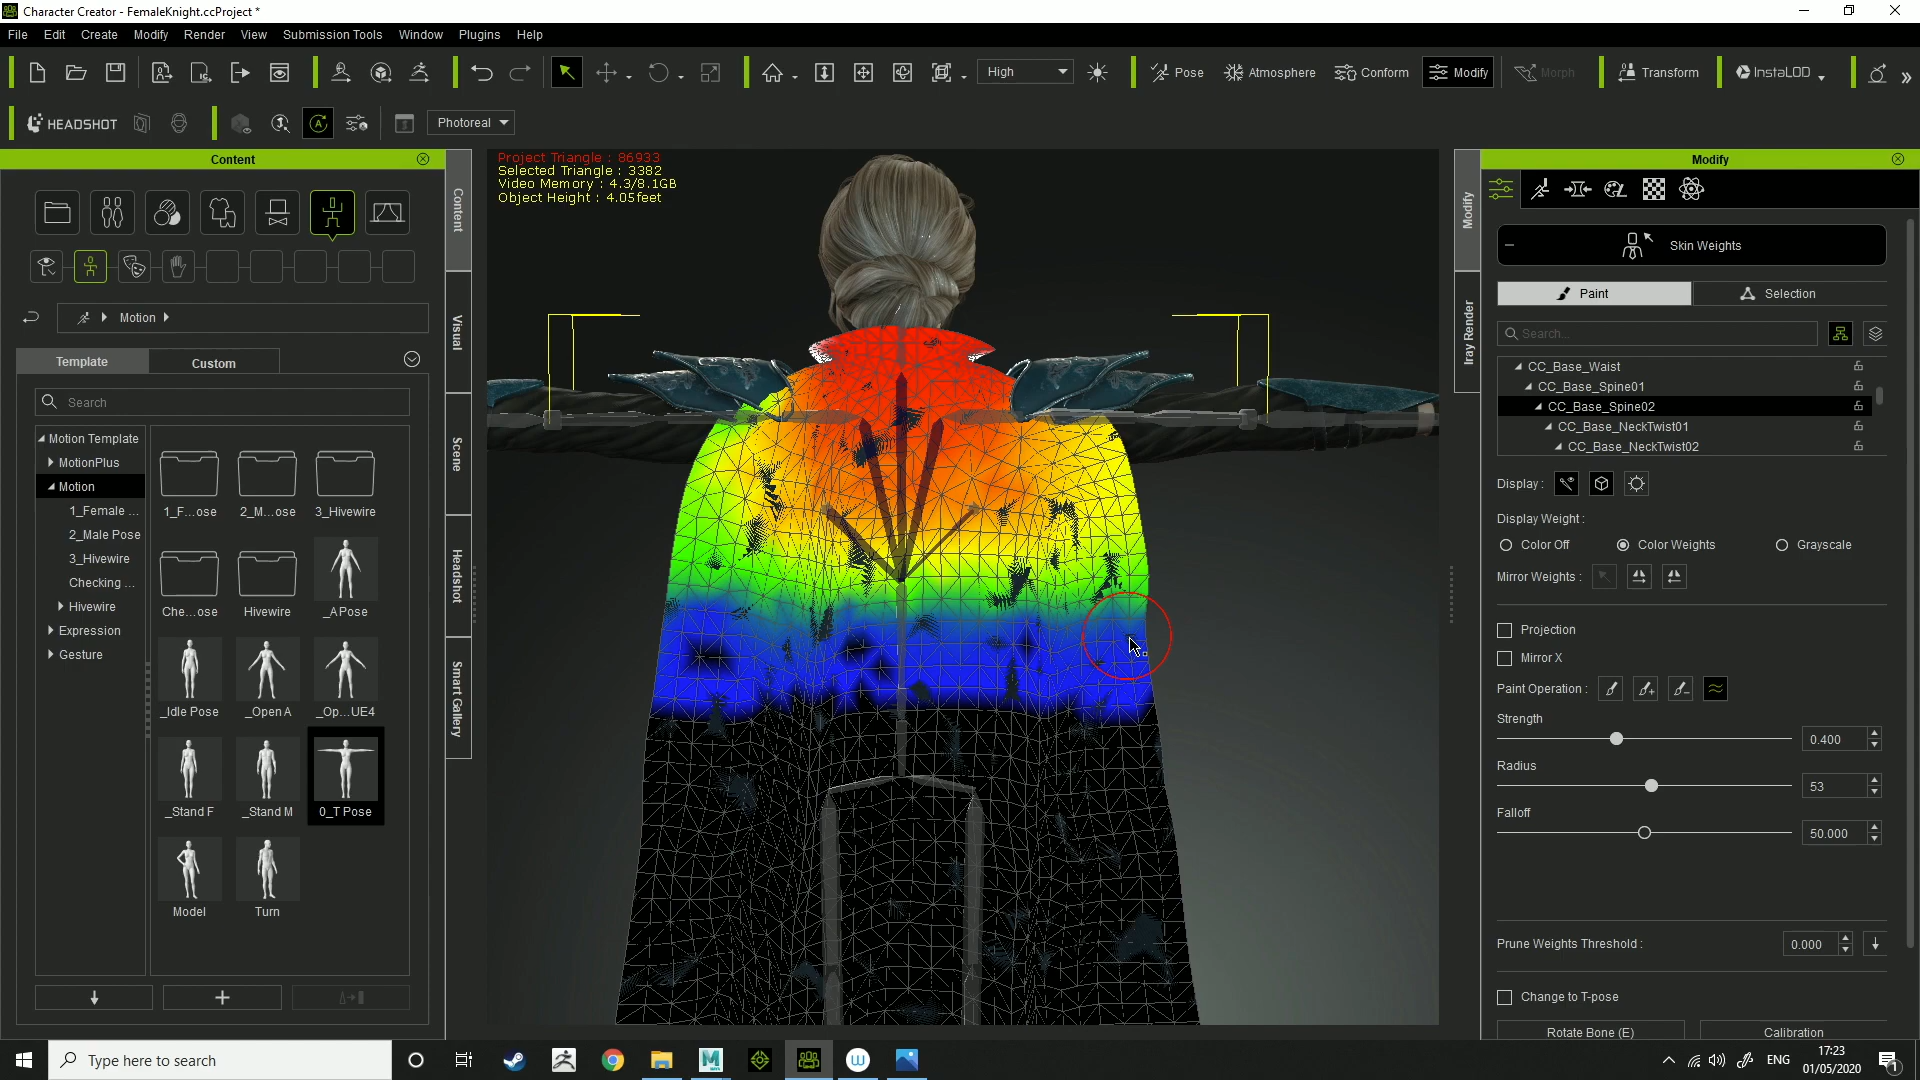 Character Creator - FemaleKnight.ccProject *
File Edit Create Modify Render View Submission Tools Window Plugins Help
High Pose Atmosphere Conform Modify Morph Transform InstaLOD
HEADSHOT Photoreal
Content
Motion
Template Custom
Search
Motion Template
MotionPlus
Motion
1_Female ...
2_Male Pose
3_Hivewire
Checking ...
Hivewire
Expression
Gesture
1_F...ose 2_M...ose 3_Hivewire
Che...ose Hivewire _APose
_Idle Pose _Open A _Op...UE4
_Stand F _Stand M 0_T Pose
Model Turn
Content
Visual
Scene
Headshot
Smart Gallery
Project Triangle : 86933
Selected Triangle : 3382
Video Memory : 4.3/8.1GB
Object Height : 4.05feet
Modify
Iray Render
Modify
Skin Weights
Paint Selection
Search...
CC_Base_Waist
CC_Base_Spine01
CC_Base_Spine02
CC_Base_NeckTwist01
CC_Base_NeckTwist02
Display :
Display Weight :
Color Off Color Weights Grayscale
Mirror Weights :
Projection
Mirror X
Paint Operation :
Strength
0.400
Radius
53
Falloff
50.000
Prune Weights Threshold : 0.000
Change to T-pose
Rotate Bone (E) Calibration
Type here to search
ENG
17:23
01/05/2020
1